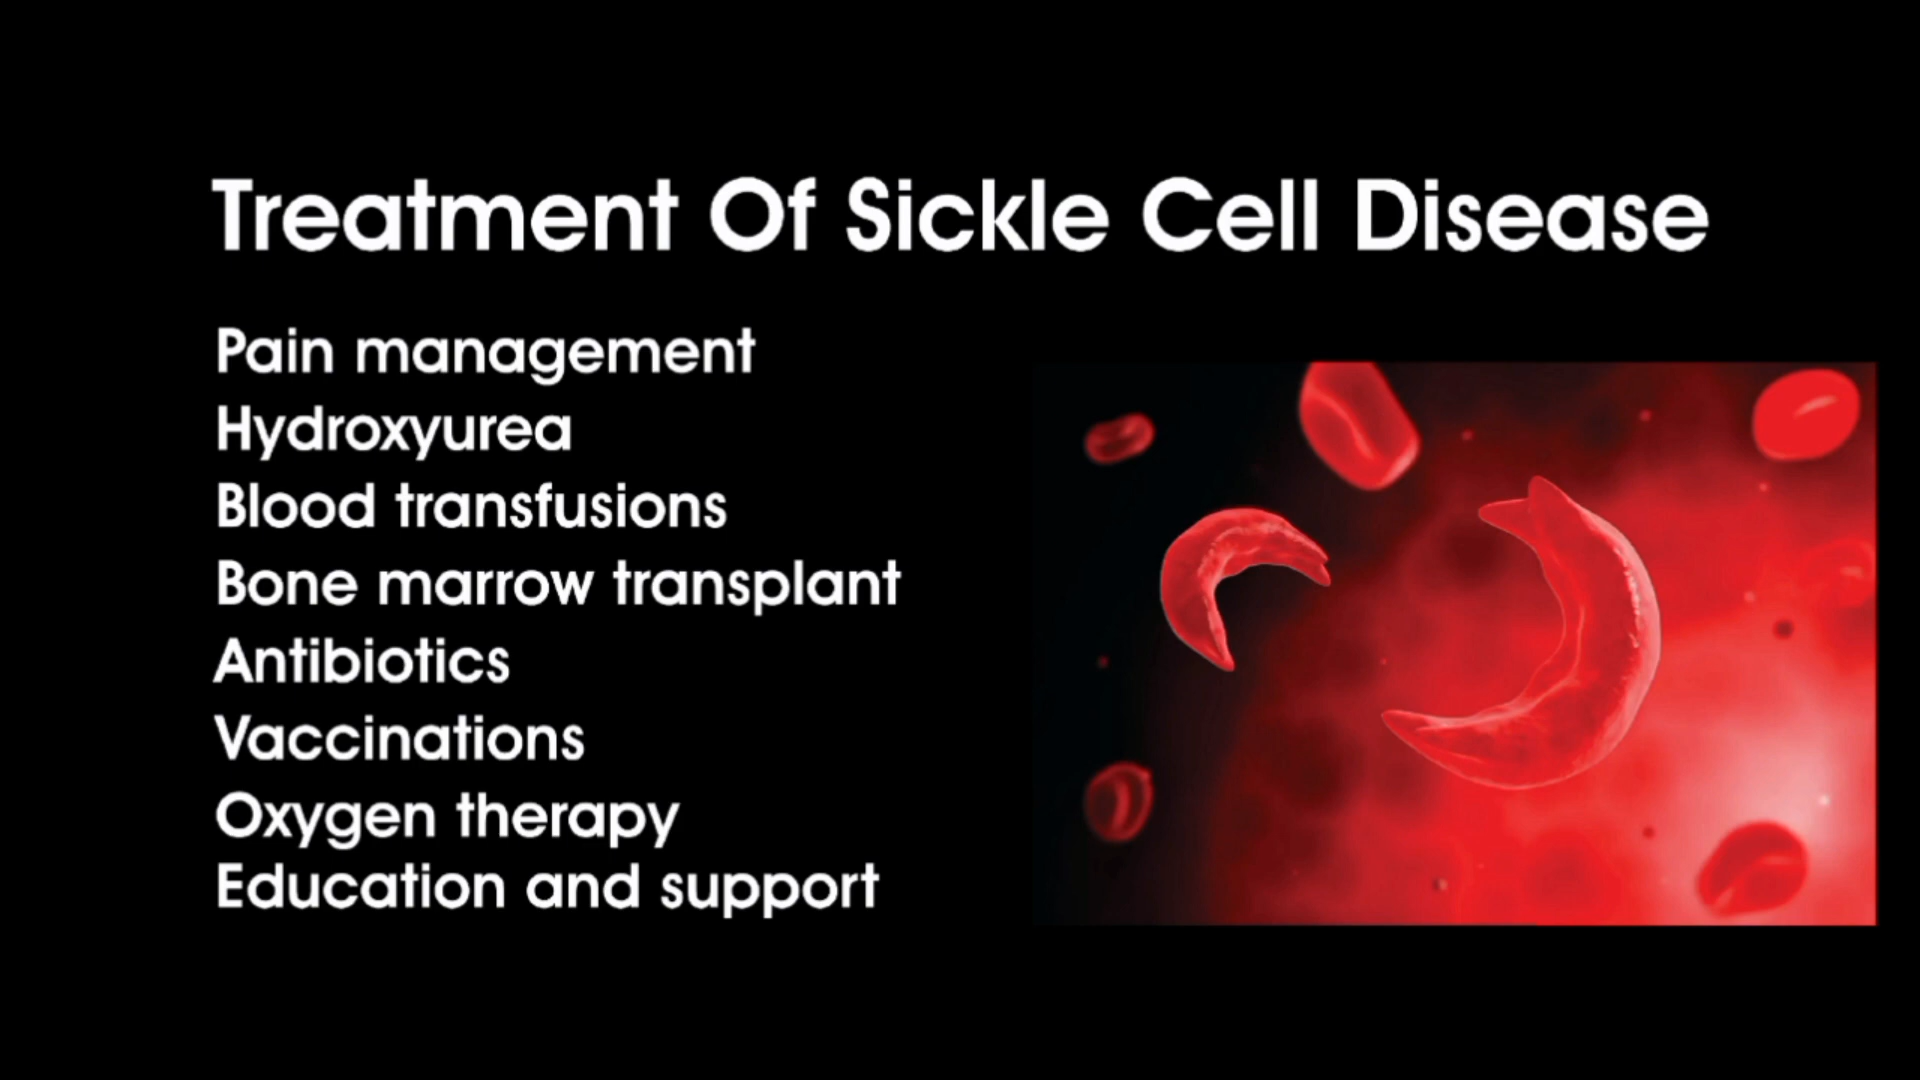 Treatment Of Sickle Cell Disease
Pain management
Hydroxyurea
Blood transfusions
Bone marrow transplant
Antibiotics
Vaccinations
Oxygen therapy
Education and support